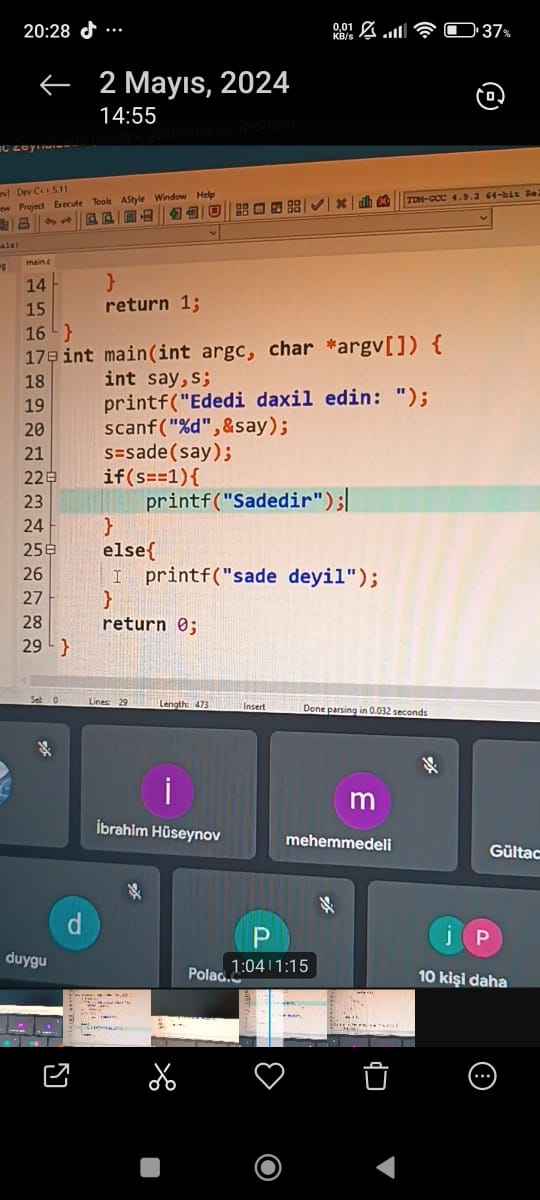 20:28 ...
0,01 KB/s 37%
2 Mayıs, 2024
14:55
Dev-C++ 5.11
Project Execute Tools AStyle Window Help
TDM-GCC 4.9.2 64-bit
main.c
14 }
15 return 1;
16 }
17 int main(int argc, char *argv[]) {
18 int say,s;
19 printf("Ededi daxil edin: ");
20 scanf("%d",&say);
21 s=sade(say);
22 if(s==1){
23 printf("Sadedir");
24 }
25 else{
26 printf("sade deyil");
27 }
28 return 0;
29 }
Sel: 0 Lines: 29 Length: 473 Insert Done parsing in 0.032 seconds
i
m
İbrahim Hüseynov
mehemmedeli
Gültac
d
P
j P
duygu
Polad.
10 kişi daha
1:04 | 1:15